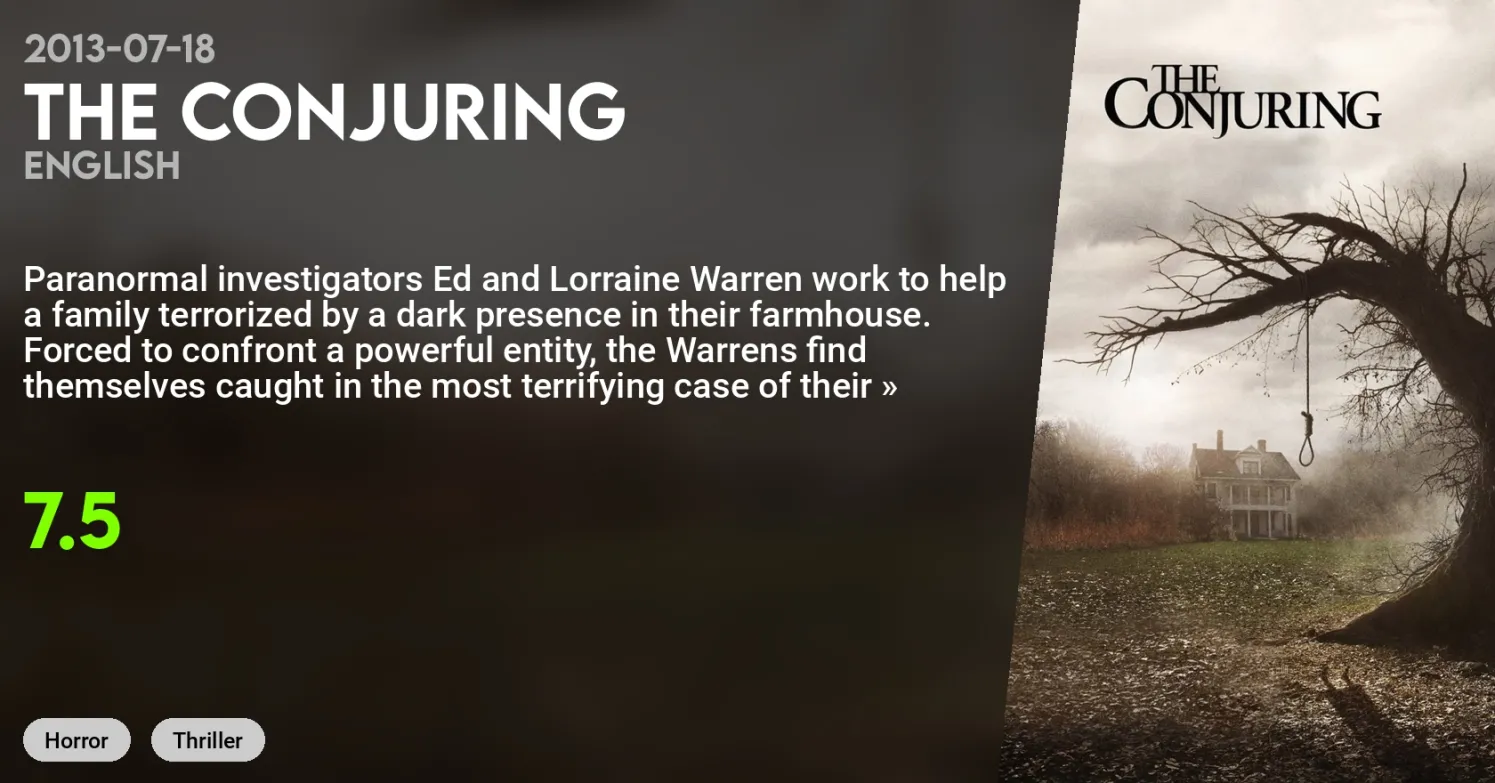 2013-07-18
THE CONJURING
ENGLISH
Paranormal investigators Ed and Lorraine Warren work to help
a family terrorized by a dark presence in their farmhouse.
Forced to confront a powerful entity, the Warrens find
themselves caught in the most terrifying case of their »
7.5
Horror
Thriller
THE
CONJURING